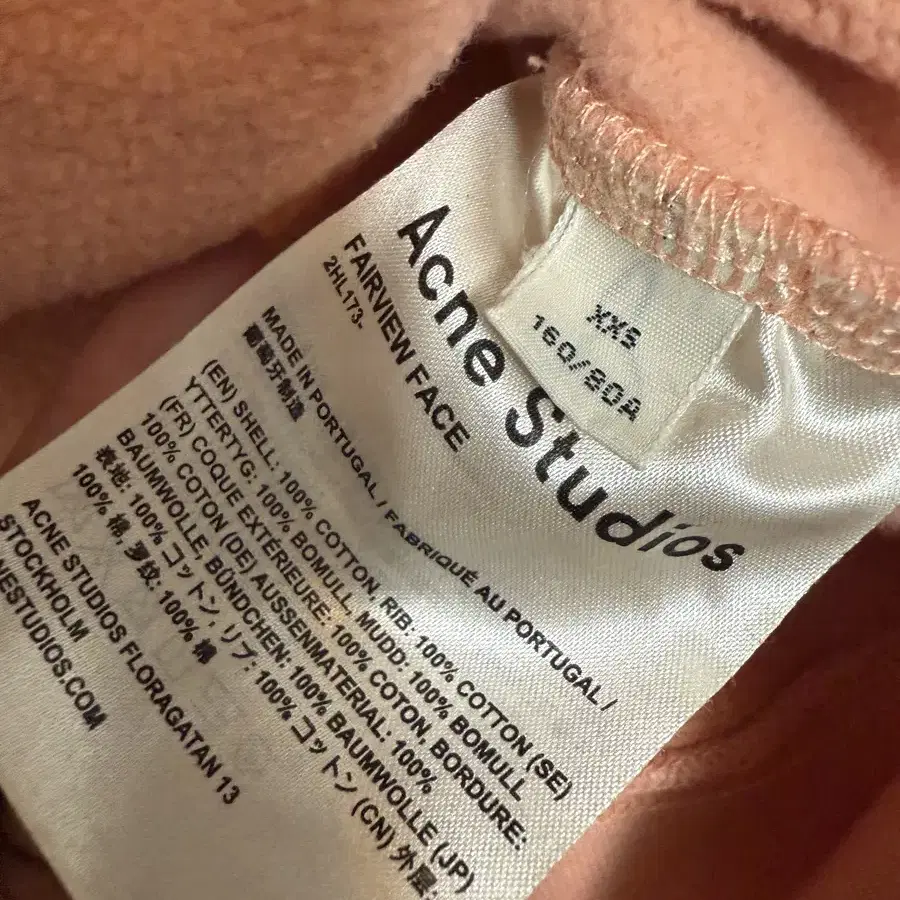 Acne Studios
FAIRVIEW FACE
2HL173-
XXS
160/80A
MADE IN PORTUGAL / FABRIQUÉ AU PORTUGAL /
葡萄牙制造
(EN) SHELL: 100% COTTON, RIB: 100% COTTON (SE)
YTTERTYG: 100% BOMULL, MUDD: 100% BOMULL
(FR) COQUE EXTÉRIEURE: 100% COTON, BORDURE:
100% COTON (DE) AUSSENMATERIAL: 100%
BAUMWOLLE, BÜNDCHEN: 100% BAUMWOLLE (JP)
表地: 100% コットン, リブ: 100% コットン (CN) 外层:
100% 棉, 罗纹: 100% 棉
ACNE STUDIOS FLORAGATAN 13
STOCKHOLM
NESTUDIOS.COM